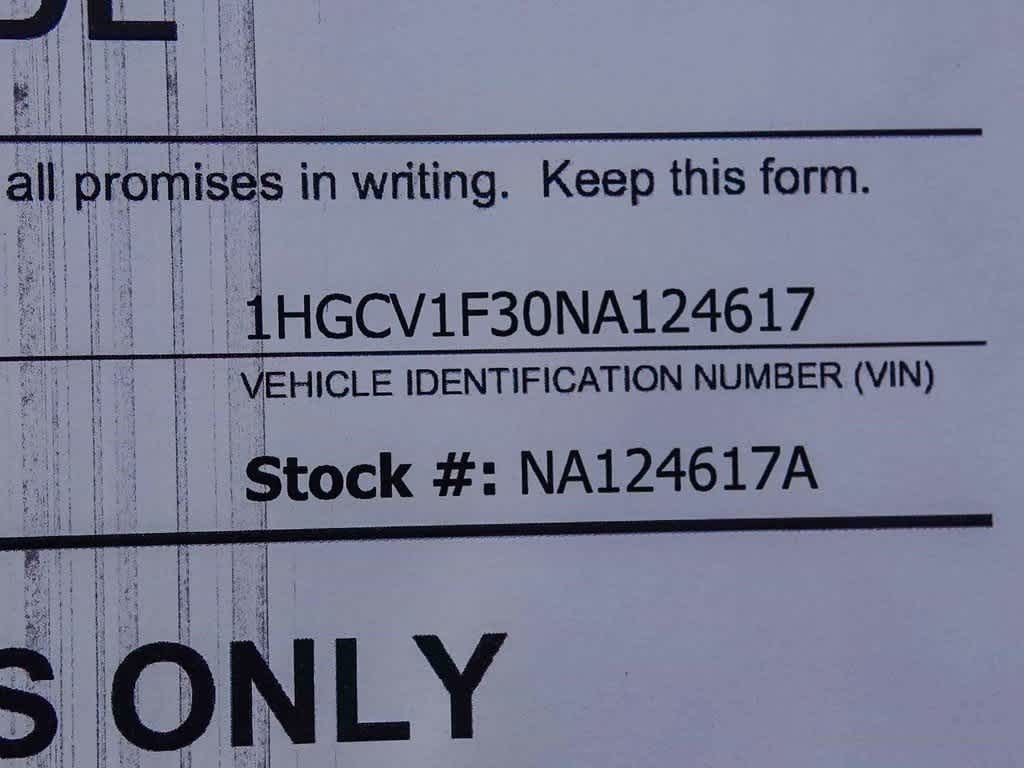 all promises in writing. Keep this form.
1HGCV1F30NA124617
VEHICLE IDENTIFICATION NUMBER (VIN)
Stock #: NA124617A
S ONLY